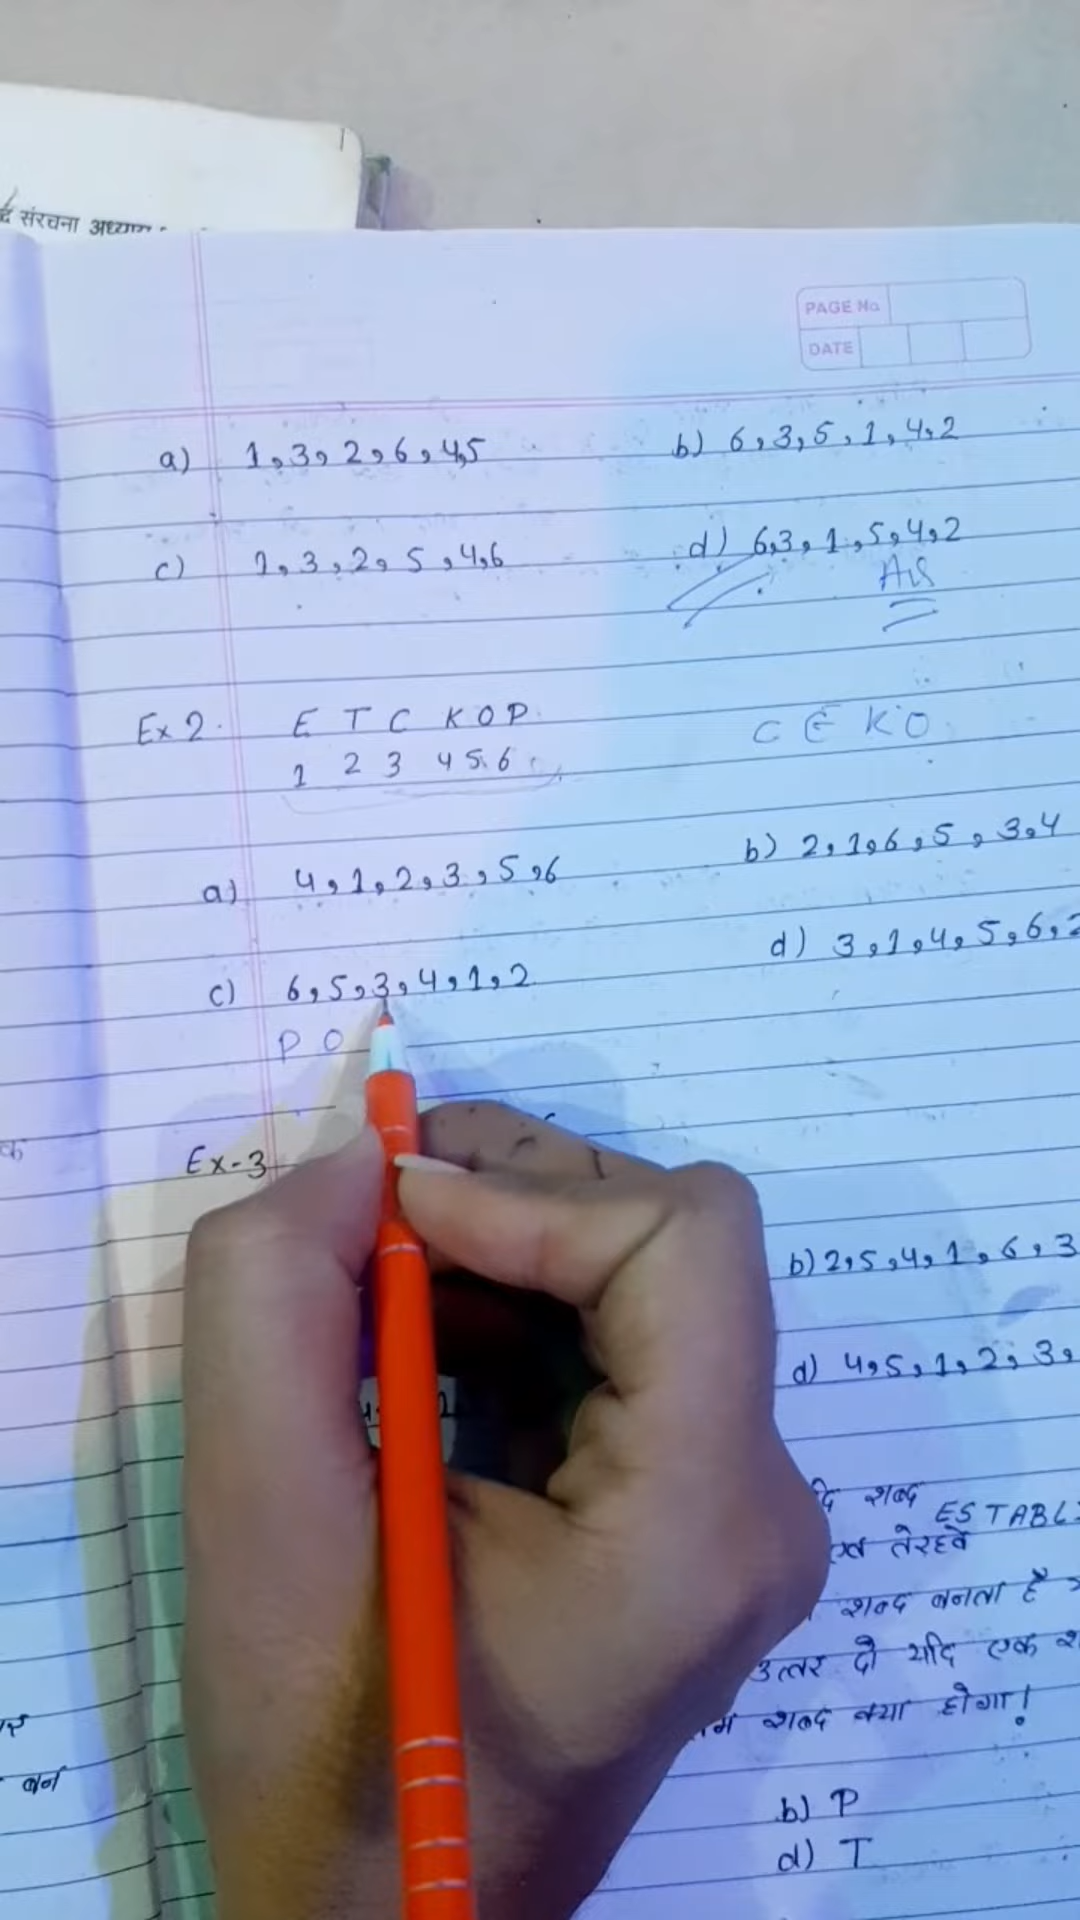 संरचना अध्याय
PAGE No.
DATE
a) 1,3,2,6,4,5 b) 6,3,5,1,4,2
c) 1,3,2,5,4,6 d) 6,3,1,5,4,2
Ans
Ex 2. E T C K O P. C E K O
1 2 3 4 5 6
a) 4,1,2,3,5,6 b) 2,1,6,5,3,4
c) 6,5,3,4,1,2 d) 3,1,4,5,6,2
P O
Ex-3
b) 2,5,4,1,6,3
d) 4,5,1,2,3,
शब्द ESTABL
तेरहवे
शब्द बनता है
उत्तर दो यदि एक
शब्द क्या होगा!
बन
b) P
d) T